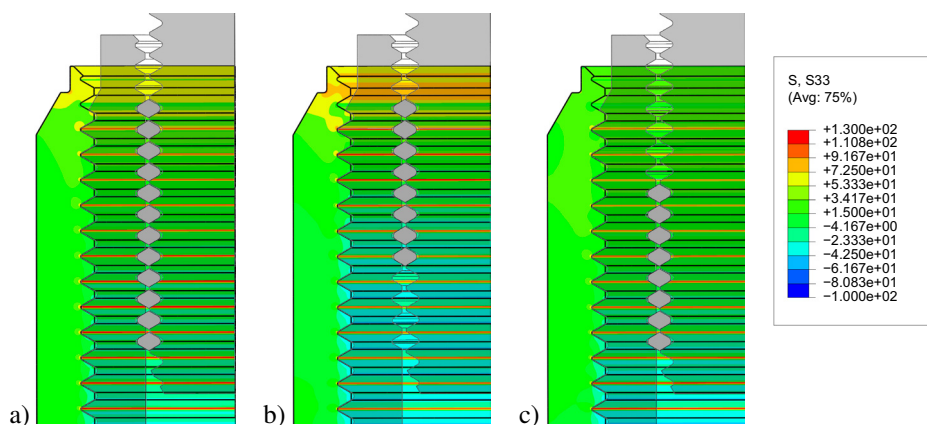 S, S33
(Avg: 75%)
+1.300e+02
+1.108e+02
+9.167e+01
+7.250e+01
+5.333e+01
+3.417e+01
+1.500e+01
−4.167e+00
−2.333e+01
−4.250e+01
−6.167e+01
−8.083e+01
−1.000e+02
a)
b)
c)